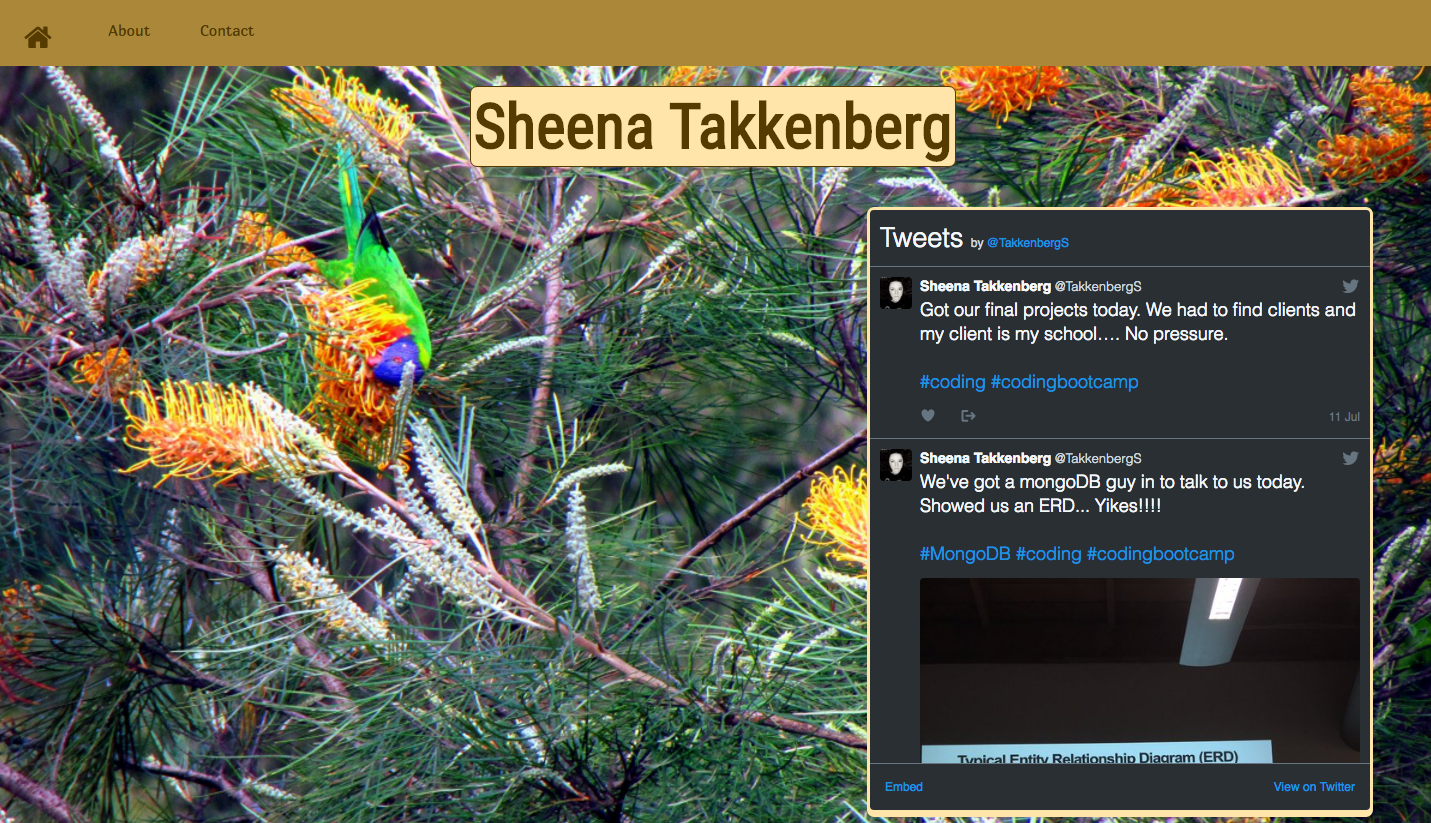 About
Contact
Sheena Takkenberg
Tweets by @TakkenbergS
Sheena Takkenberg @TakkenbergS
Got our final projects today. We had to find clients and
my client is my school…. No pressure.
#coding #codingbootcamp
11 Jul
Sheena Takkenberg @TakkenbergS
We've got a mongoDB guy in to talk to us today.
Showed us an ERD... Yikes!!!!
#MongoDB #coding #codingbootcamp
Typical Entity Relationship Diagram (ERD)
Embed
View on Twitter